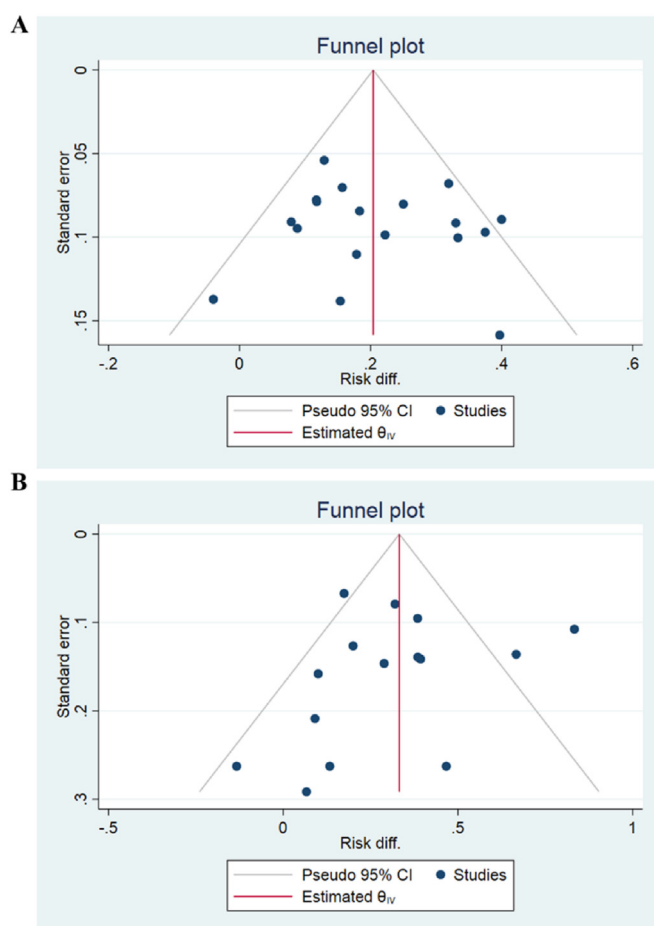 A
Funnel plot
0
.05
.1
.15
Standard error
-.2 0 .2 .4 .6
Risk diff.
Pseudo 95% CI Studies
Estimated θIV
B
Funnel plot
0
.1
.2
.3
Standard error
-.5 0 .5 1
Risk diff.
Pseudo 95% CI Studies
Estimated θIV